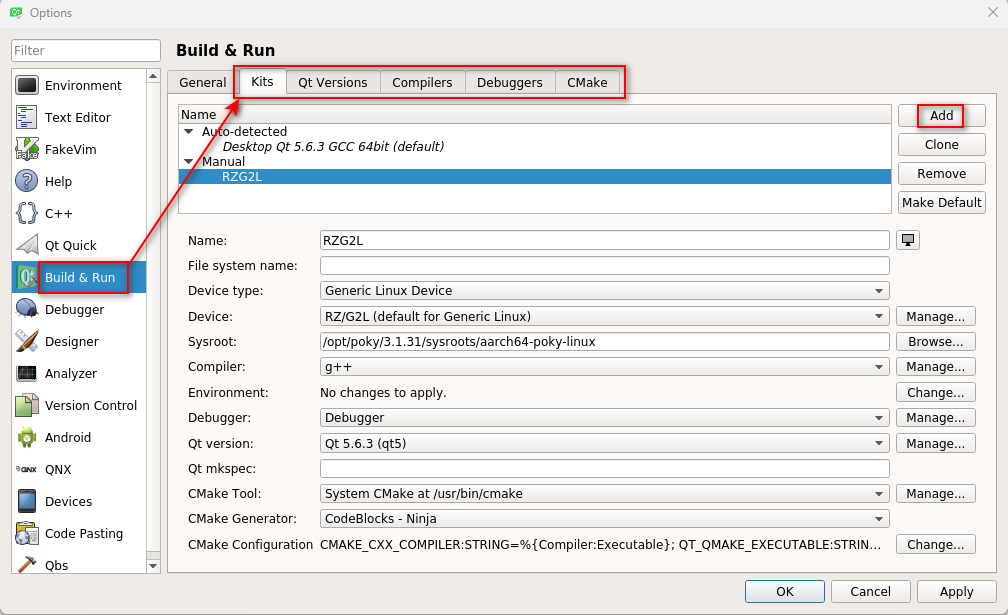 Options
Filter
Environment
Text Editor
FakeVim
Help
C++
Qt Quick
Build & Run
Debugger
Designer
Analyzer
Version Control
Android
QNX
Devices
Code Pasting
Qbs
Build & Run
General Kits Qt Versions Compilers Debuggers CMake
Name
Auto-detected
Desktop Qt 5.6.3 GCC 64bit (default)
Manual
RZG2L
Add
Clone
Remove
Make Default
Name: RZG2L
File system name:
Device type: Generic Linux Device
Device: RZ/G2L (default for Generic Linux) Manage...
Sysroot: /opt/poky/3.1.31/sysroots/aarch64-poky-linux Browse...
Compiler: g++ Manage...
Environment: No changes to apply. Change...
Debugger: Debugger Manage...
Qt version: Qt 5.6.3 (qt5) Manage...
Qt mkspec:
CMake Tool: System CMake at /usr/bin/cmake Manage...
CMake Generator: CodeBlocks - Ninja
CMake Configuration CMAKE_CXX_COMPILER:STRING=%{Compiler:Executable}; QT_QMAKE_EXECUTABLE:STRIN... Change...
OK Cancel Apply